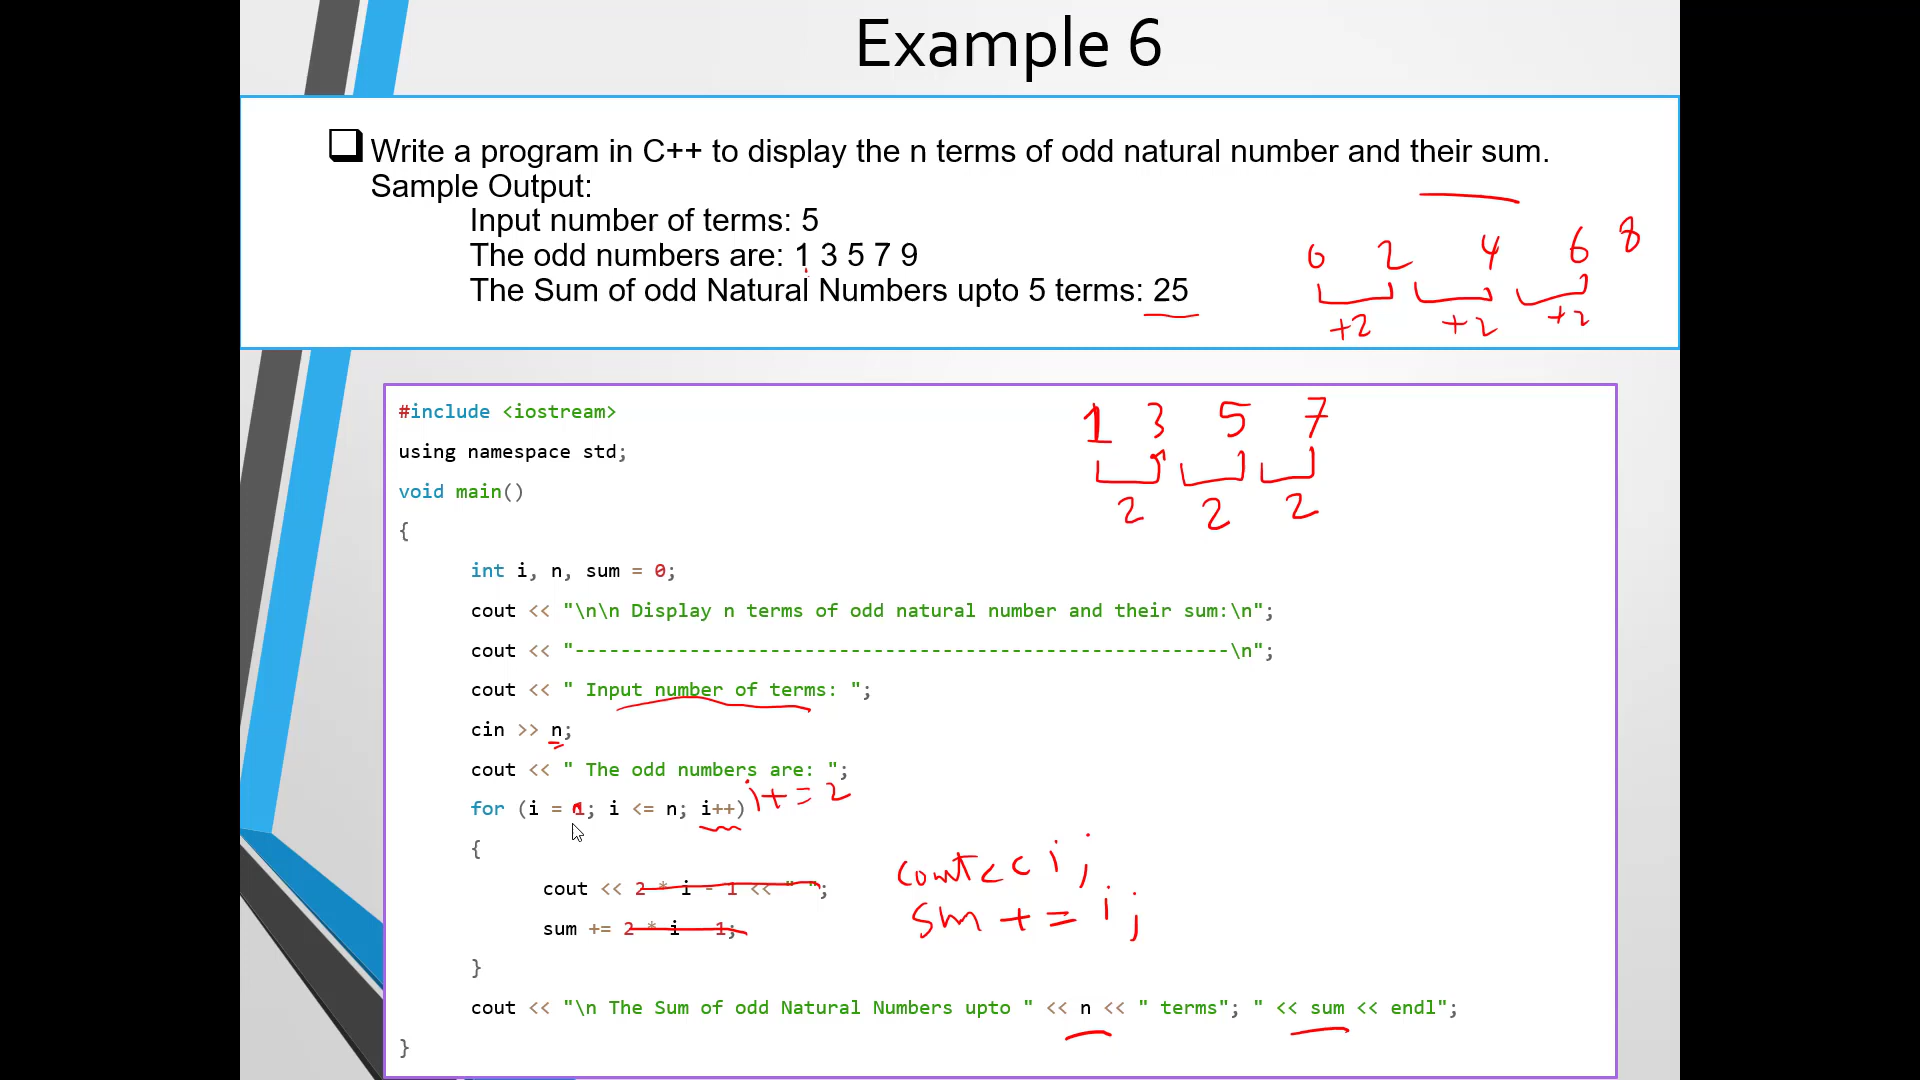 Example 6
Write a program in C++ to display the n terms of odd natural number and their sum.
Sample Output:
Input number of terms: 5
The odd numbers are: 1 3 5 7 9
The Sum of odd Natural Numbers upto 5 terms: 25
0 2 4 6 8
+2 +2 +2
#include <iostream>
using namespace std;
void main()
{
1 3 5 7
2 2 2
int i, n, sum = 0;
cout << "\n\n Display n terms of odd natural number and their sum:\n";
cout << "---------------------------------------------------------\n";
cout << " Input number of terms: ";
cin >> n;
cout << " The odd numbers are: ";
for (i = 1; i <= n; i++) i+=2
{
cout << 2 * i - 1 << " "; cout<< i;
sum += 2 * i - 1; sm += i;
}
cout << "\n The Sum of odd Natural Numbers upto " << n << " terms"; " << sum << endl";
}